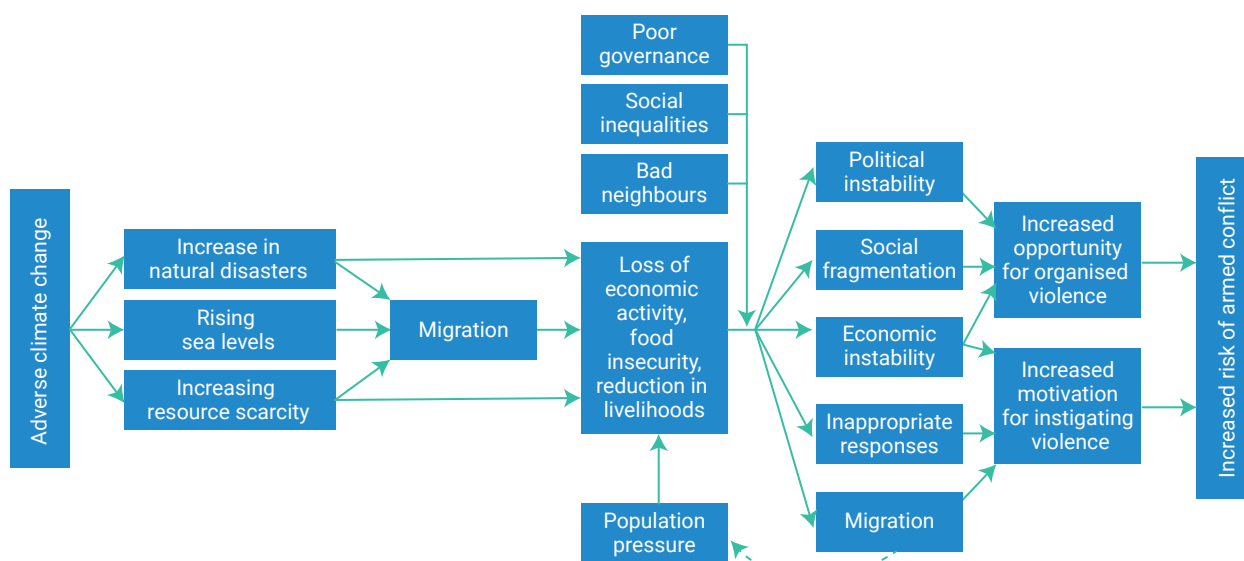 Adverse climate change
Increase in
natural disasters
Rising
sea levels
Increasing
resource scarcity
Migration
Poor
governance
Social
inequalities
Bad
neighbours
Loss of
economic
activity,
food
insecurity,
reduction in
livelihoods
Population
pressure
Political
instability
Social
fragmentation
Economic
instability
Inappropriate
responses
Migration
Increased
opportunity
for organised
violence
Increased
motivation
for instigating
violence
Increased risk of armed conflict